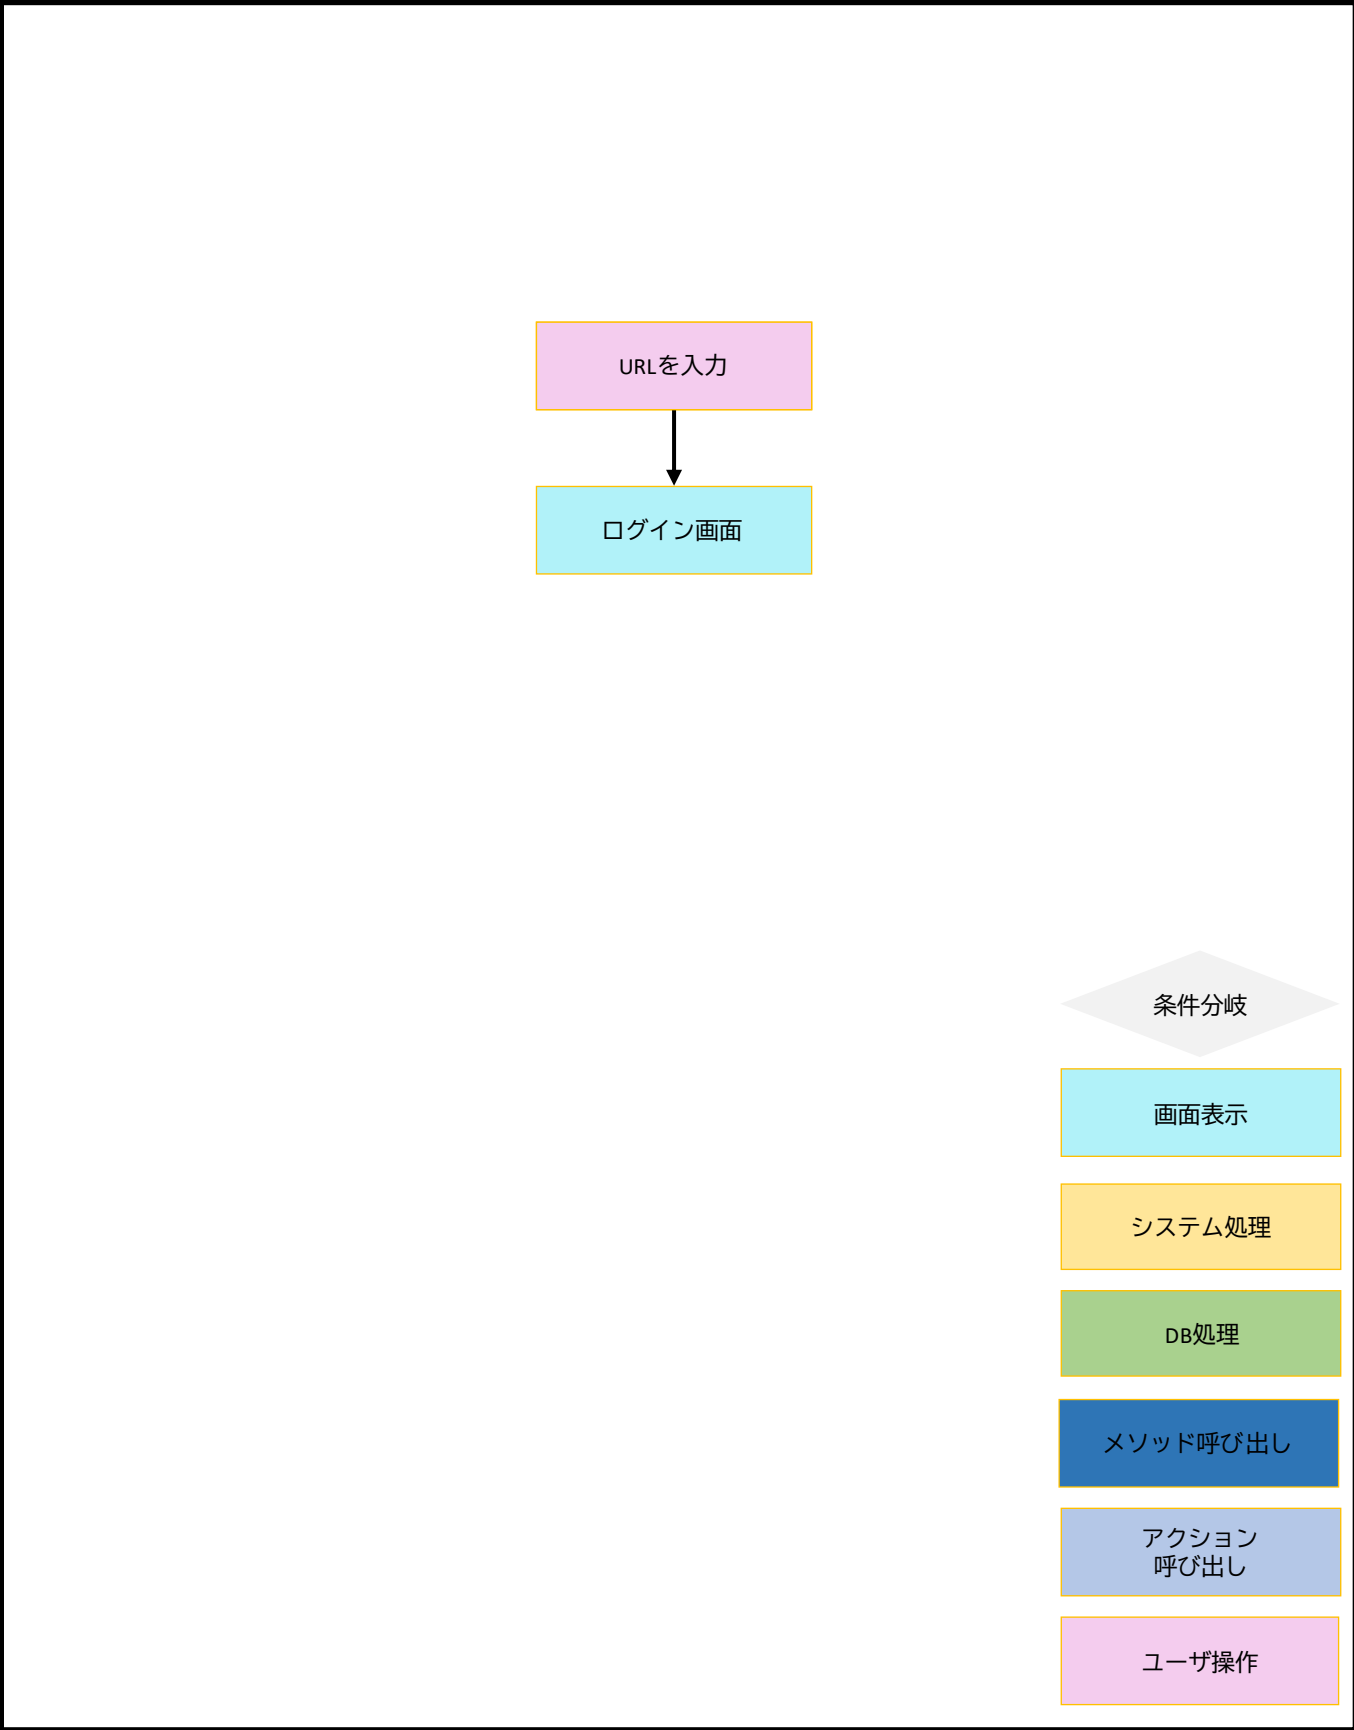 URLを入力
ログイン画面
条件分岐
画面表示
システム処理
DB処理
メソッド呼び出し
アクション
呼び出し
ユーザ操作